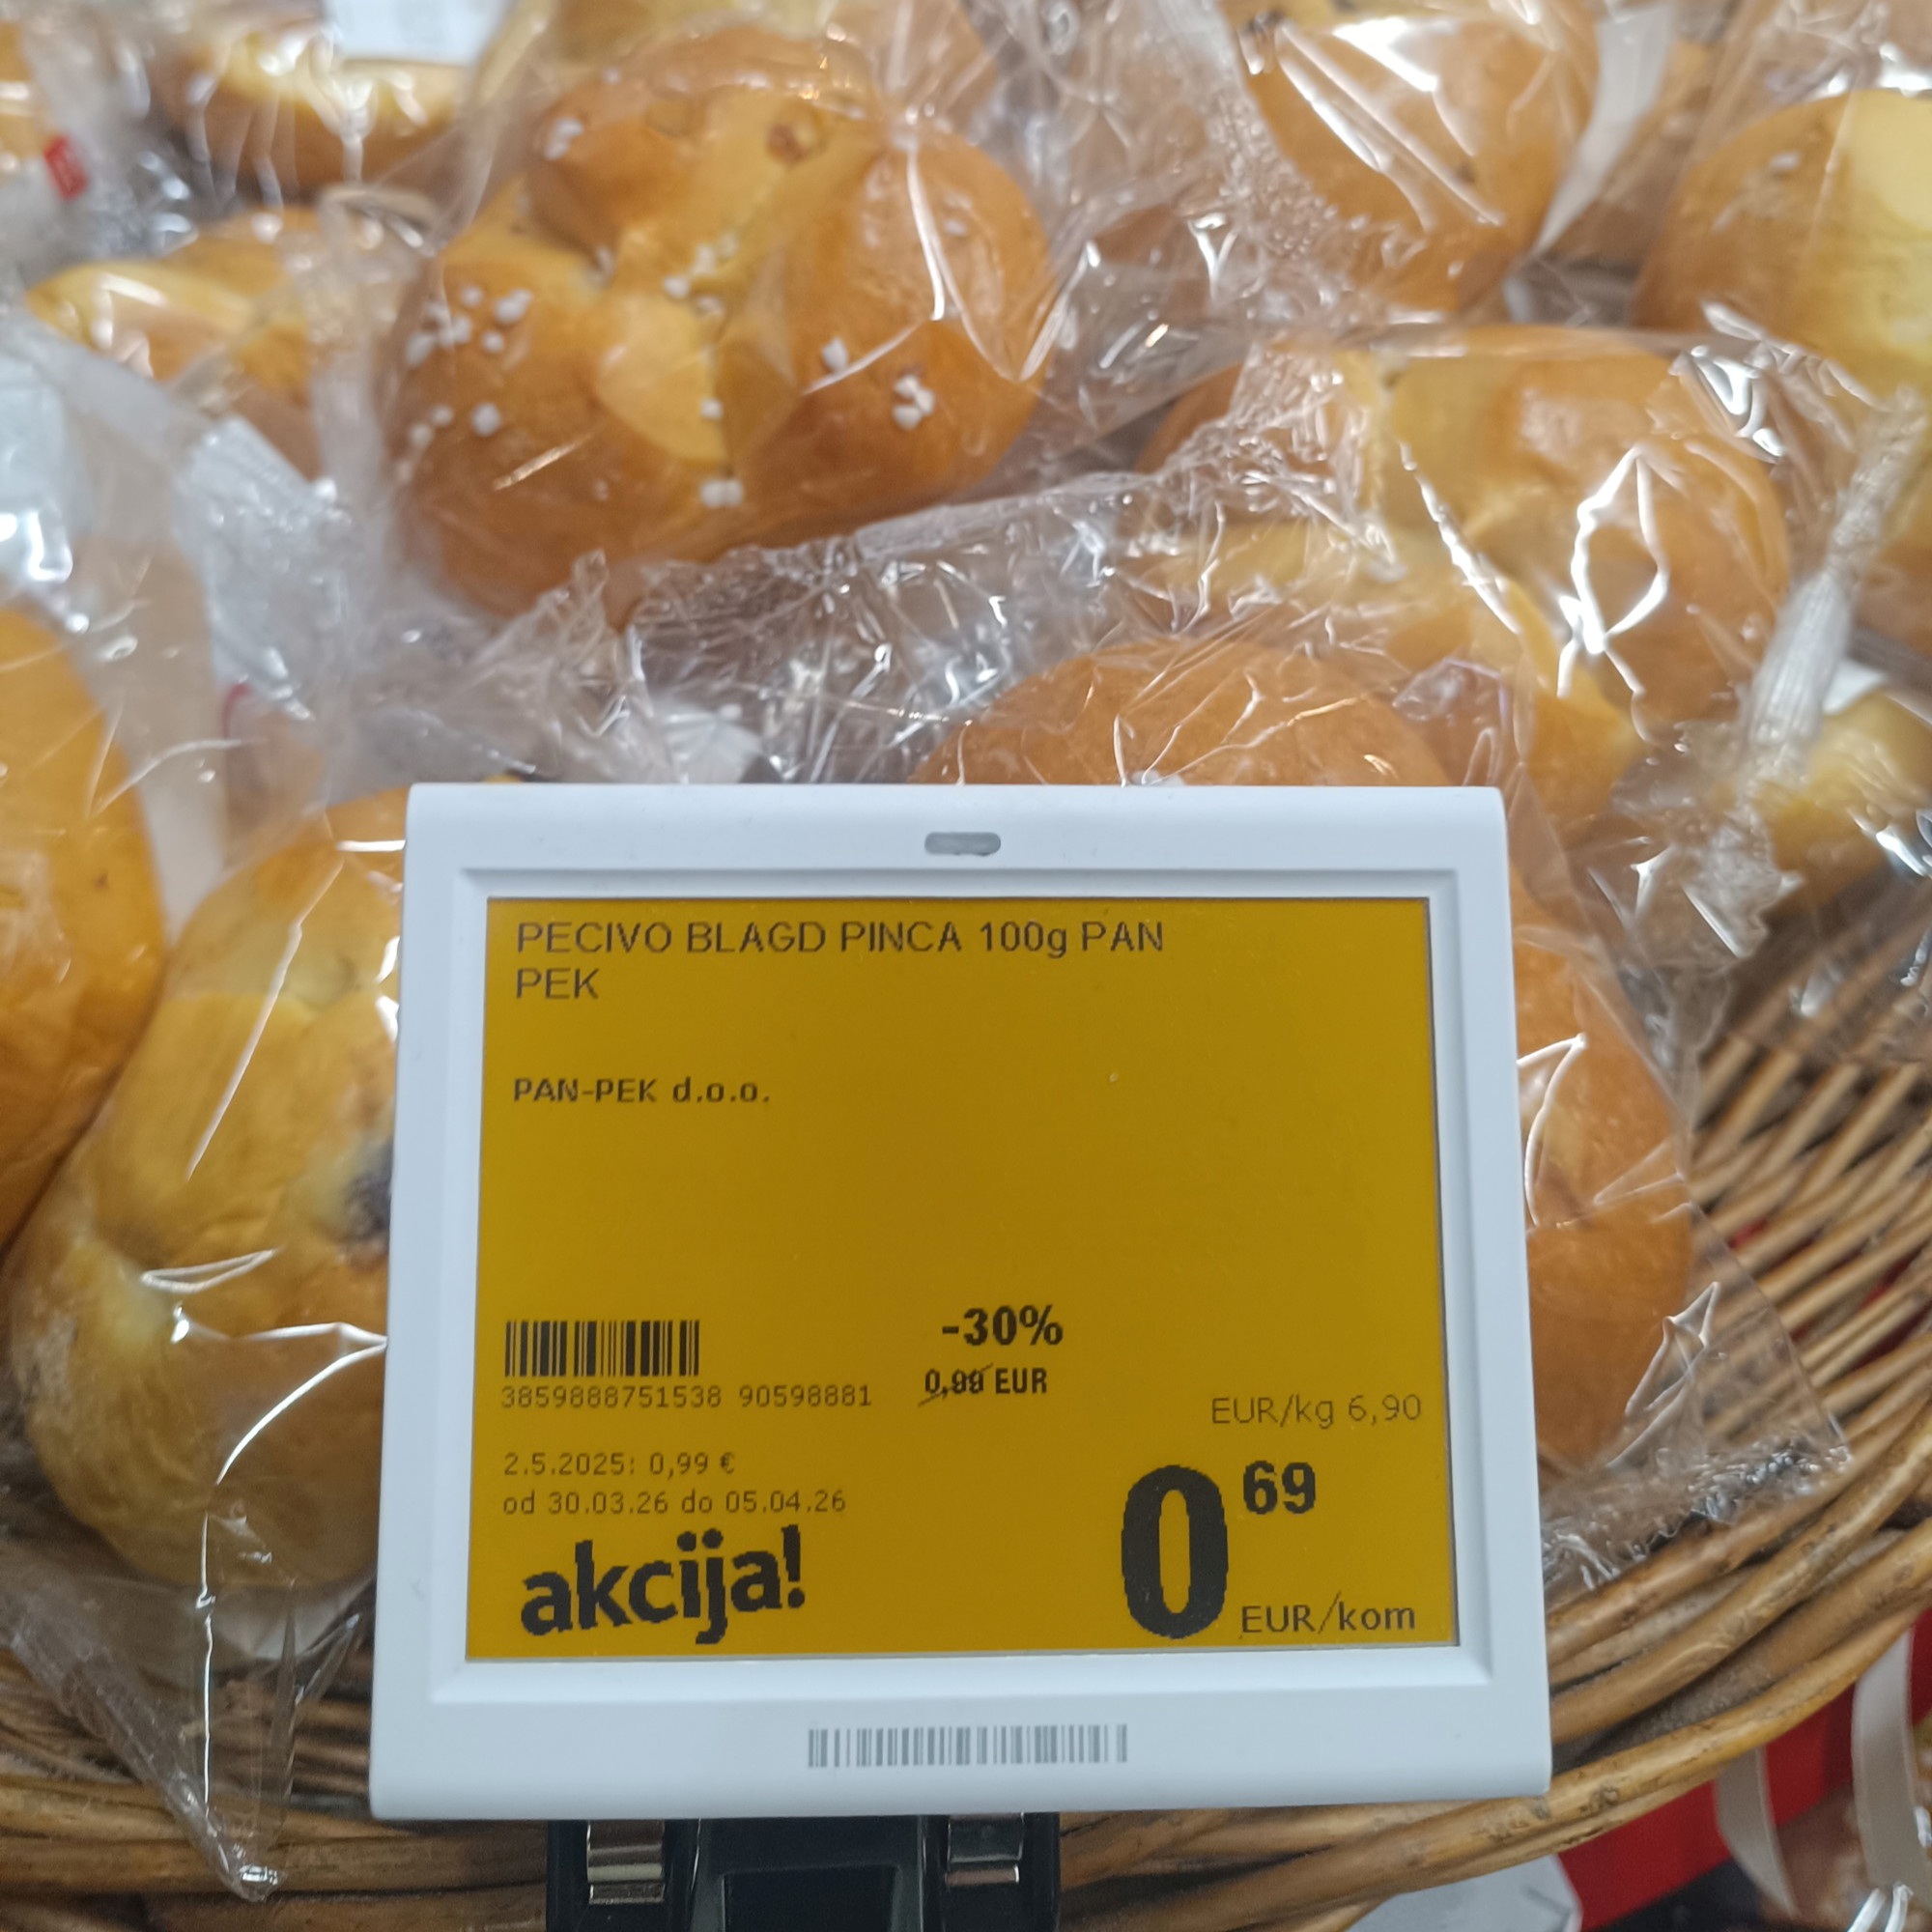 PECIVO BLAGD PINCA 100g PAN
PEK
PAN-PEK d.o.o.
-30%
0,99 EUR
3859888751538 90598881
EUR/kg 6,90
2.5.2025: 0,99 €
od 30.03.26 do 05.04.26
akcija!
0 69
EUR/kom